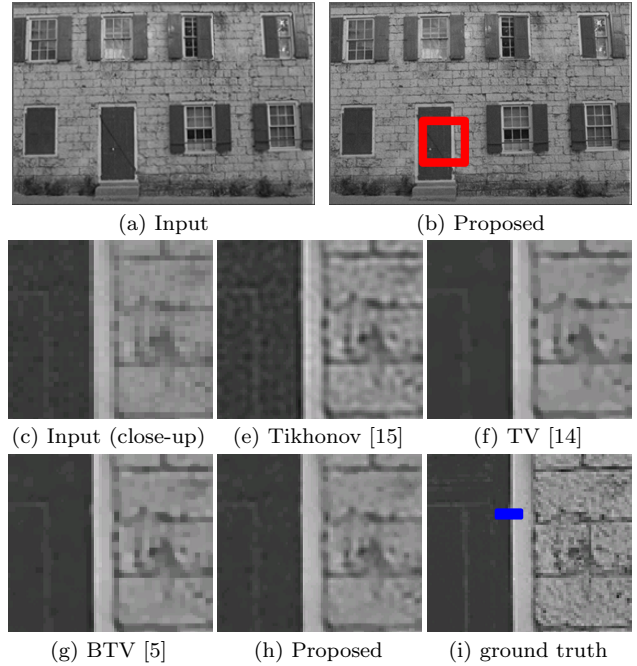 (a) Input
(b) Proposed
(c) Input (close-up)
(e) Tikhonov [15]
(f) TV [14]
(g) BTV [5]
(h) Proposed
(i) ground truth